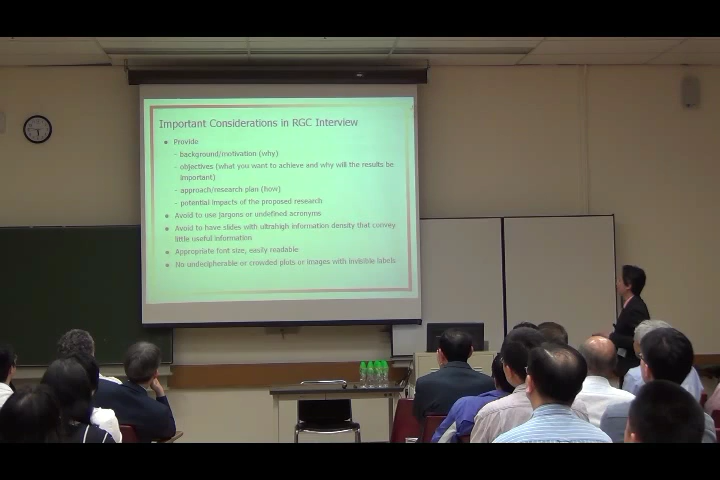 Important Considerations in RGC Interview
Provide
- background/motivation (why)
- objectives (what you want to achieve and why will the results be
important)
- approach/research plan (how)
- potential impacts of the proposed research
Avoid to use jargons or undefined acronyms
Avoid to have slides with ultrahigh information density that convey
little useful information
Appropriate font size, easily readable
No undecipherable or crowded plots or images with invisible labels